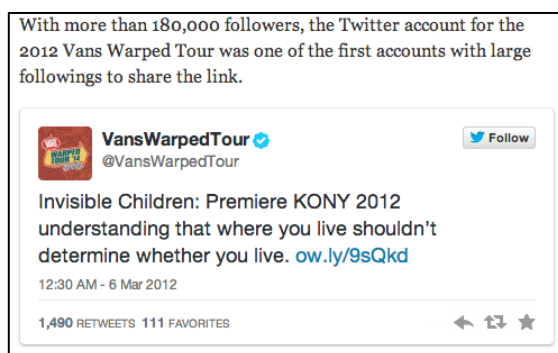 With more than 180,000 followers, the Twitter account for the
2012 Vans Warped Tour was one of the first accounts with large
followings to share the link.
VansWarpedTour
@VansWarpedTour
Follow
Invisible Children: Premiere KONY 2012
understanding that where you live shouldn't
determine whether you live. ow.ly/9sQkd
12:30 AM - 6 Mar 2012
1,490 RETWEETS 111 FAVORITES